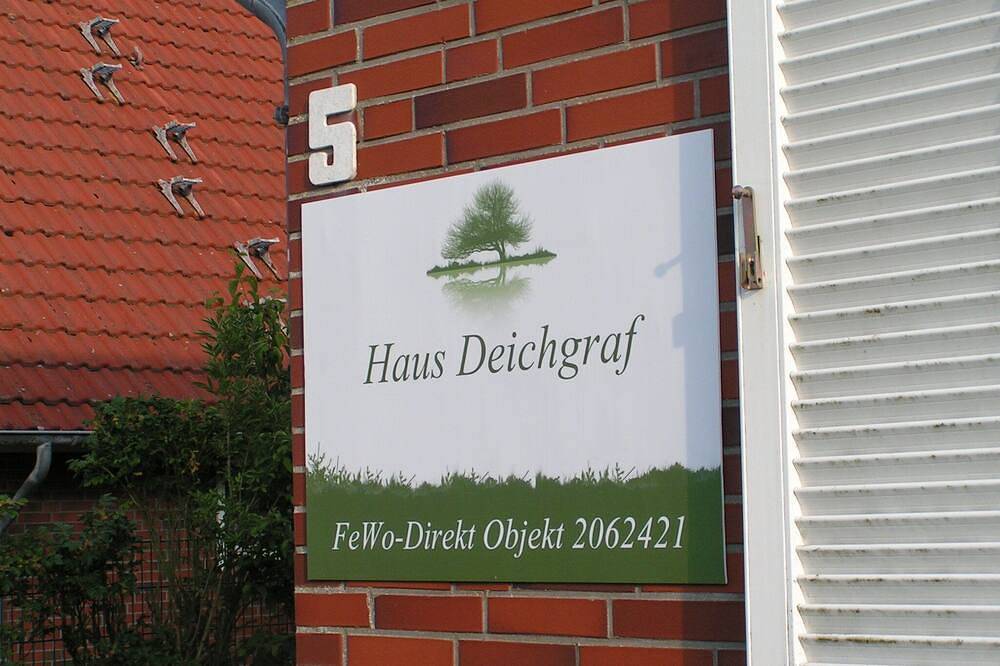 5
Haus Deichgraf
FeWo-Direkt Objekt 2062421